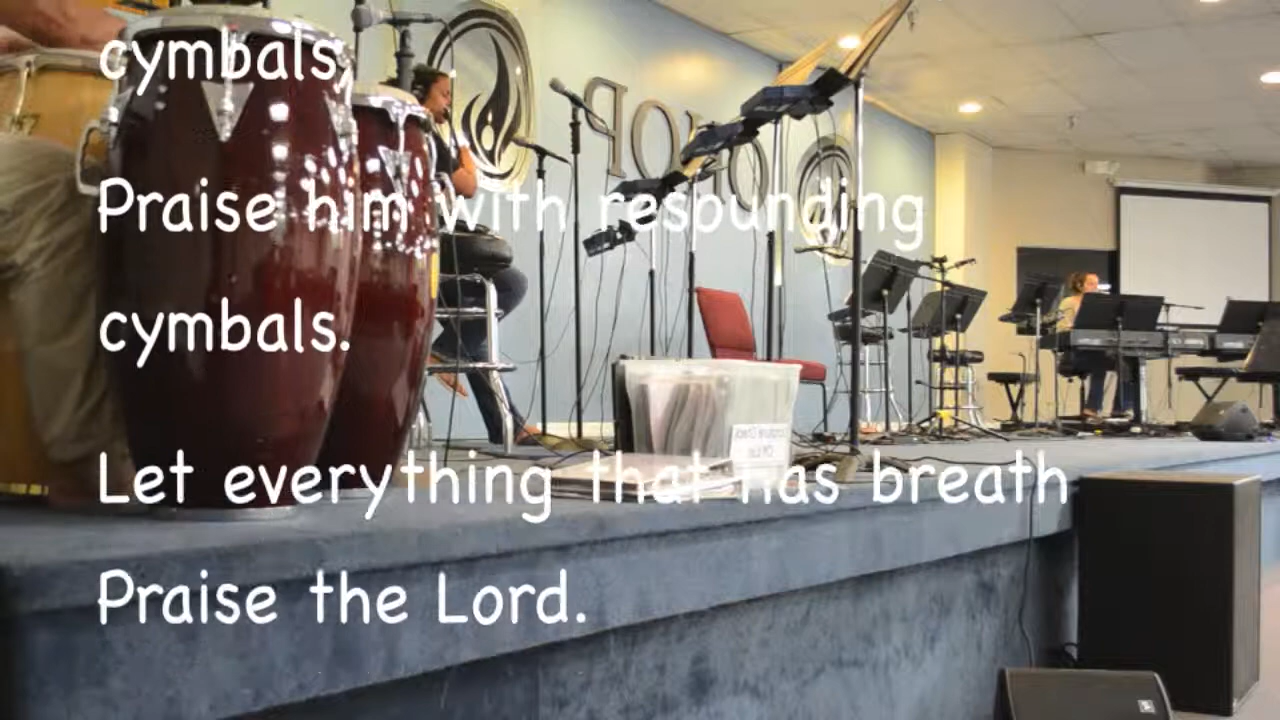 cymbals,
Praise him with resounding
cymbals.
Let everything that has breath
Praise the Lord.